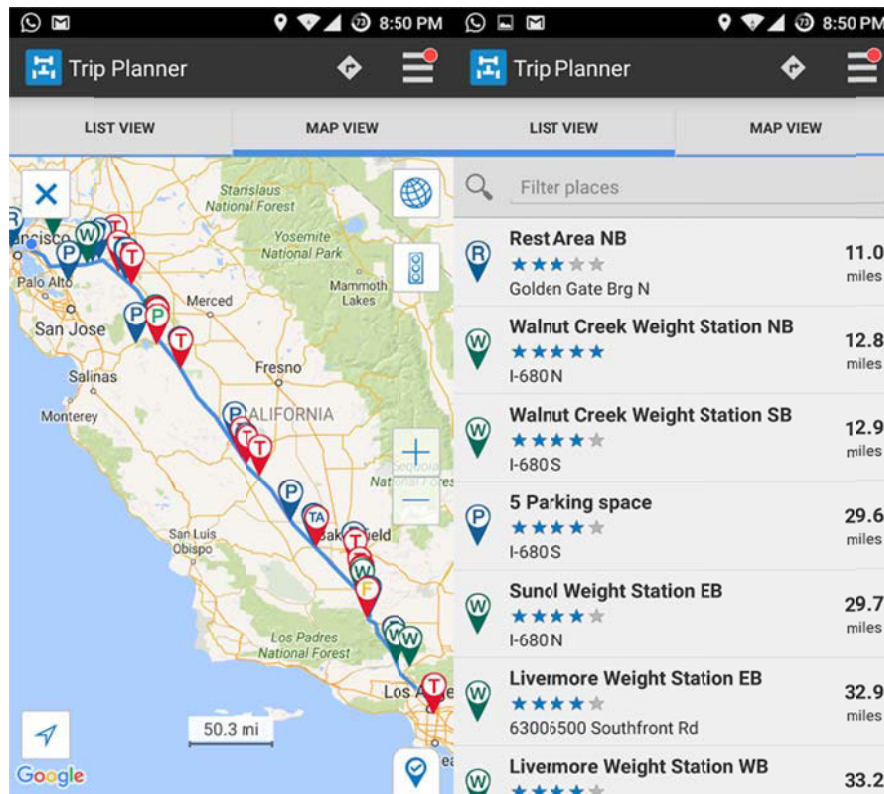 73 8:50 PM
Trip Planner
LIST VIEW
MAP VIEW
Stanislaus
National Forest
Yosemite
National Park
Mammoth
Lakes
Palo Alto
San Jose
Merced
Salinas
Fresno
Monterey
ALIFORNIA
San Luis
Obispo
Los Padres
National Forest
50.3 mi
Google
R
W
P
T
P
P
T
P
T
T
P
TA
T
W
F
W
W
T
73 8:50 PM
Trip Planner
LIST VIEW
MAP VIEW
Filter places
R
Rest Area NB
11.0
miles
Golden Gate Brg N
W
Walnut Creek Weight Station NB
12.8
miles
I-680N
W
Walnut Creek Weight Station SB
12.9
miles
I-680S
P
5 Parking space
29.6
miles
I-680S
W
Sunol Weight Station EB
29.7
miles
I-680N
W
Livermore Weight Station EB
32.9
miles
63005500 Southfront Rd
W
Livermore Weight Station WB
33.2